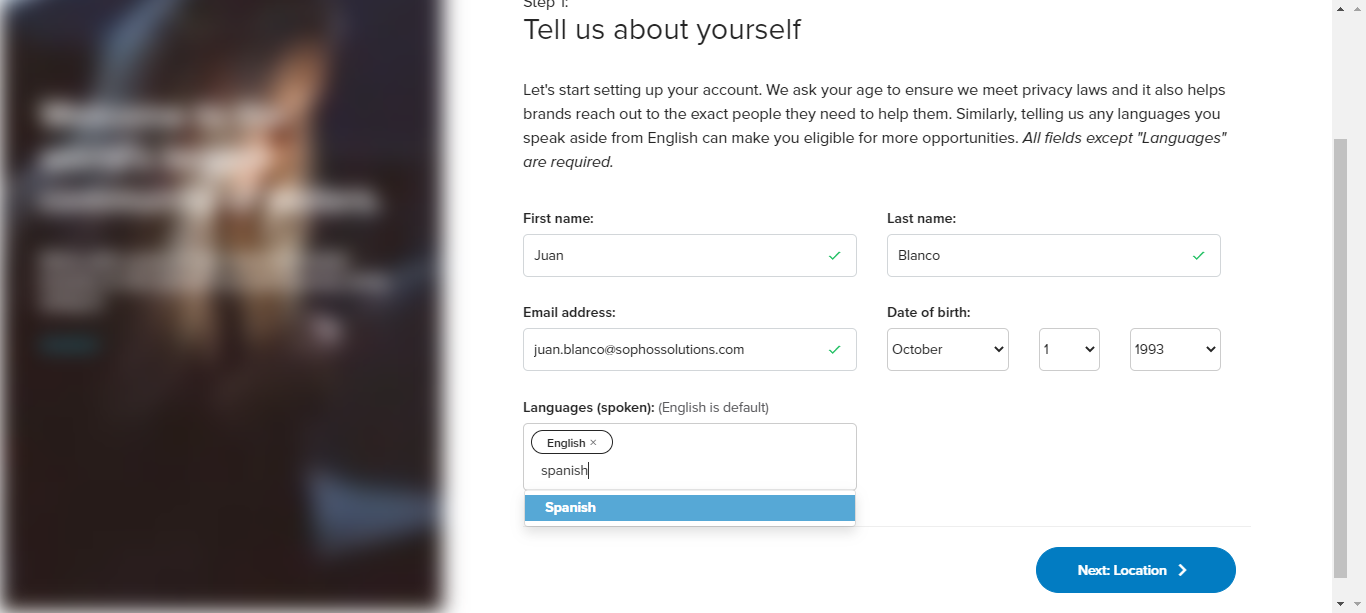 Step 1:
Tell us about yourself
Let's start setting up your account. We ask your age to ensure we meet privacy laws and it also helps
brands reach out to the exact people they need to help them. Similarly, telling us any languages you
speak aside from English can make you eligible for more opportunities. All fields except "Languages"
are required.
First name:
Last name:
Juan
Blanco
Email address:
Date of birth:
juan.blanco@sophossolutions.com
October
1
1993
Languages (spoken): (English is default)
English ×
spanish
Spanish
Next: Location